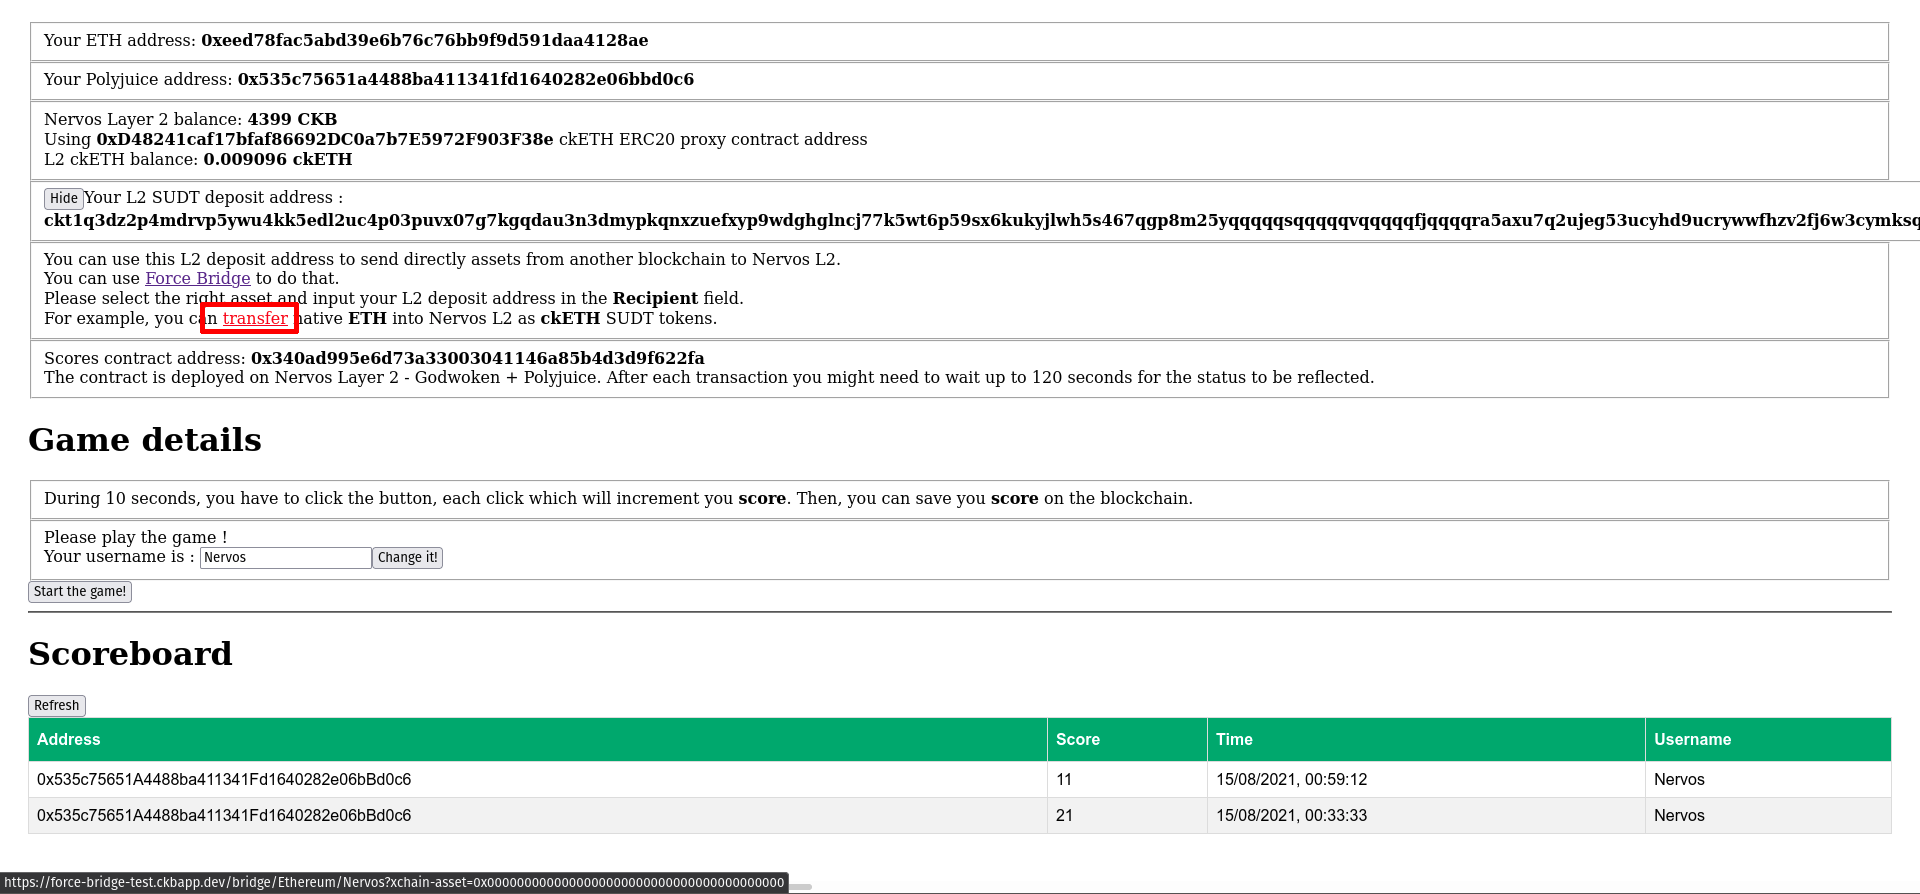 Your ETH address: 0xeed78fac5abd39e6b76c76bb9f9d591daa4128ae
Your Polyjuice address: 0x535c75651a4488ba411341fd1640282e06bbd0c6
Nervos Layer 2 balance: 4399 CKB
Using 0xD48241caf17bfaf86692DC0a7b7E5972F903F38e ckETH ERC20 proxy contract address
L2 ckETH balance: 0.009096 ckETH
Hide Your L2 SUDT deposit address :
ckt1q3dz2p4mdrvp5ywu4kk5edl2uc4p03puvx07g7kgqdau3n3dmypkqnxzuefxyp9wdghglncj77k5wt6p59sx6kukyjlwh5s467qgp8m25yqqqqqsqqqqqvqqqqqfjqqqqra5axu7q2ujeg53ucyhd9ucrywwfhzv2fj6w3cymksq
You can use this L2 deposit address to send directly assets from another blockchain to Nervos L2.
You can use Force Bridge to do that.
Please select the right asset and input your L2 deposit address in the Recipient field.
For example, you can transfer native ETH into Nervos L2 as ckETH SUDT tokens.
Scores contract address: 0x340ad995e6d73a33003041146a85b4d3d9f622fa
The contract is deployed on Nervos Layer 2 - Godwoken + Polyjuice. After each transaction you might need to wait up to 120 seconds for the status to be reflected.
Game details
During 10 seconds, you have to click the button, each click which will increment you score. Then, you can save you score on the blockchain.
Please play the game !
Your username is : Nervos Change it!
Start the game!
Scoreboard
Refresh
Address Score Time Username
0x535c75651A4488ba411341Fd1640282e06bBd0c6 11 15/08/2021, 00:59:12 Nervos
0x535c75651A4488ba411341Fd1640282e06bBd0c6 21 15/08/2021, 00:33:33 Nervos
https://force-bridge-test.ckbapp.dev/bridge/Ethereum/Nervos?xchain-asset=0x0000000000000000000000000000000000000000